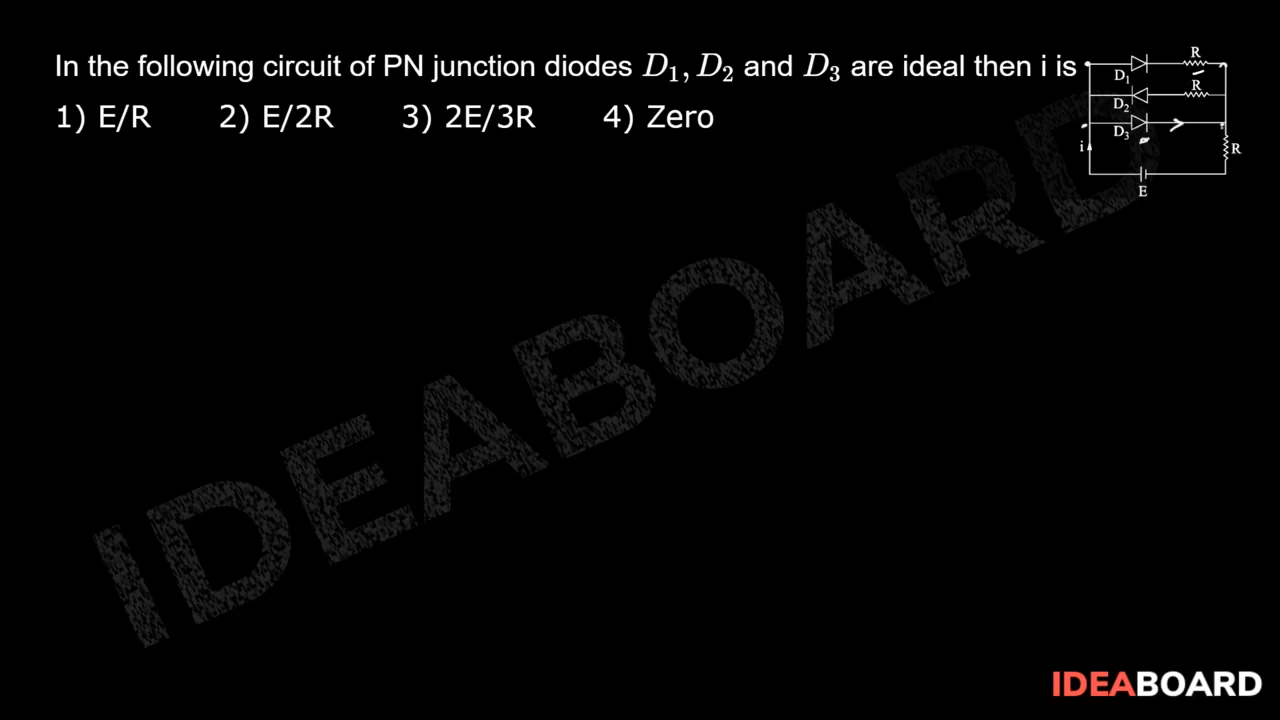 In the following circuit of PN junction diodes D₁, D₂ and D₃ are ideal then i is
1) E/R 2) E/2R 3) 2E/3R 4) Zero
R
D₁
R
D₂
D₃
i
R
E
IDEABOARD
IDEABOARD